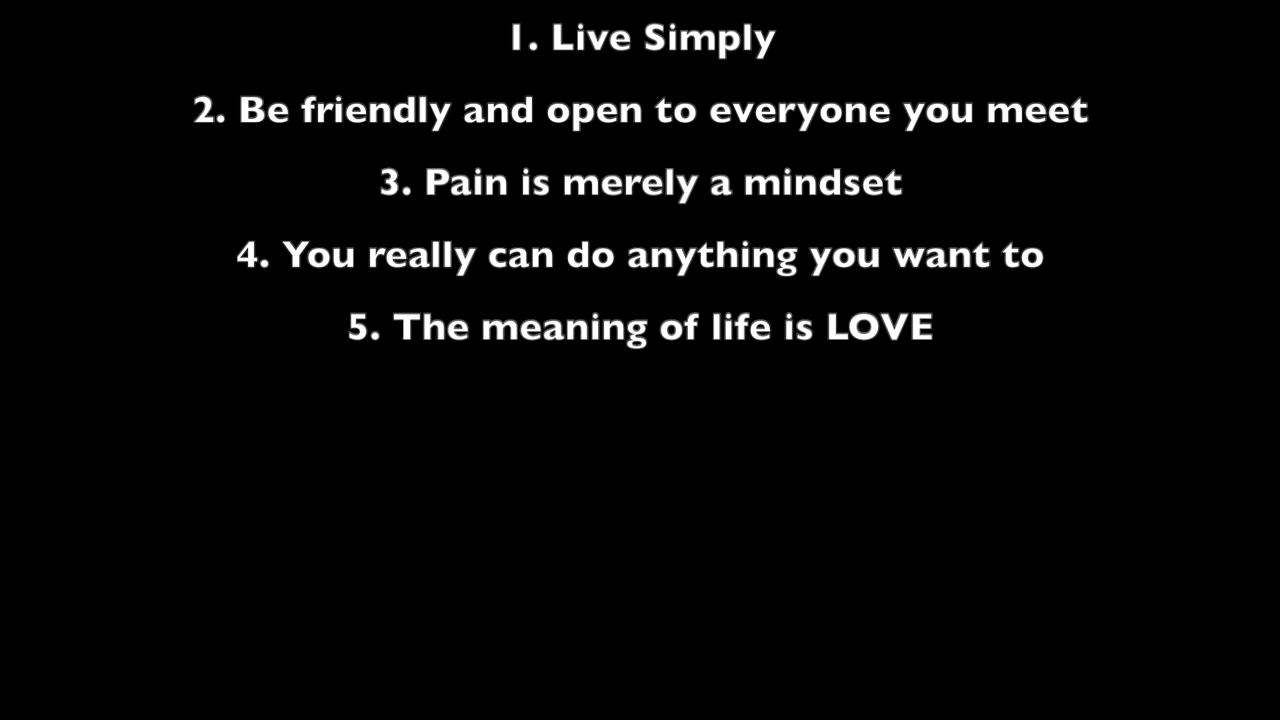 1. Live Simply
2. Be friendly and open to everyone you meet
3. Pain is merely a mindset
4. You really can do anything you want to
5. The meaning of life is LOVE